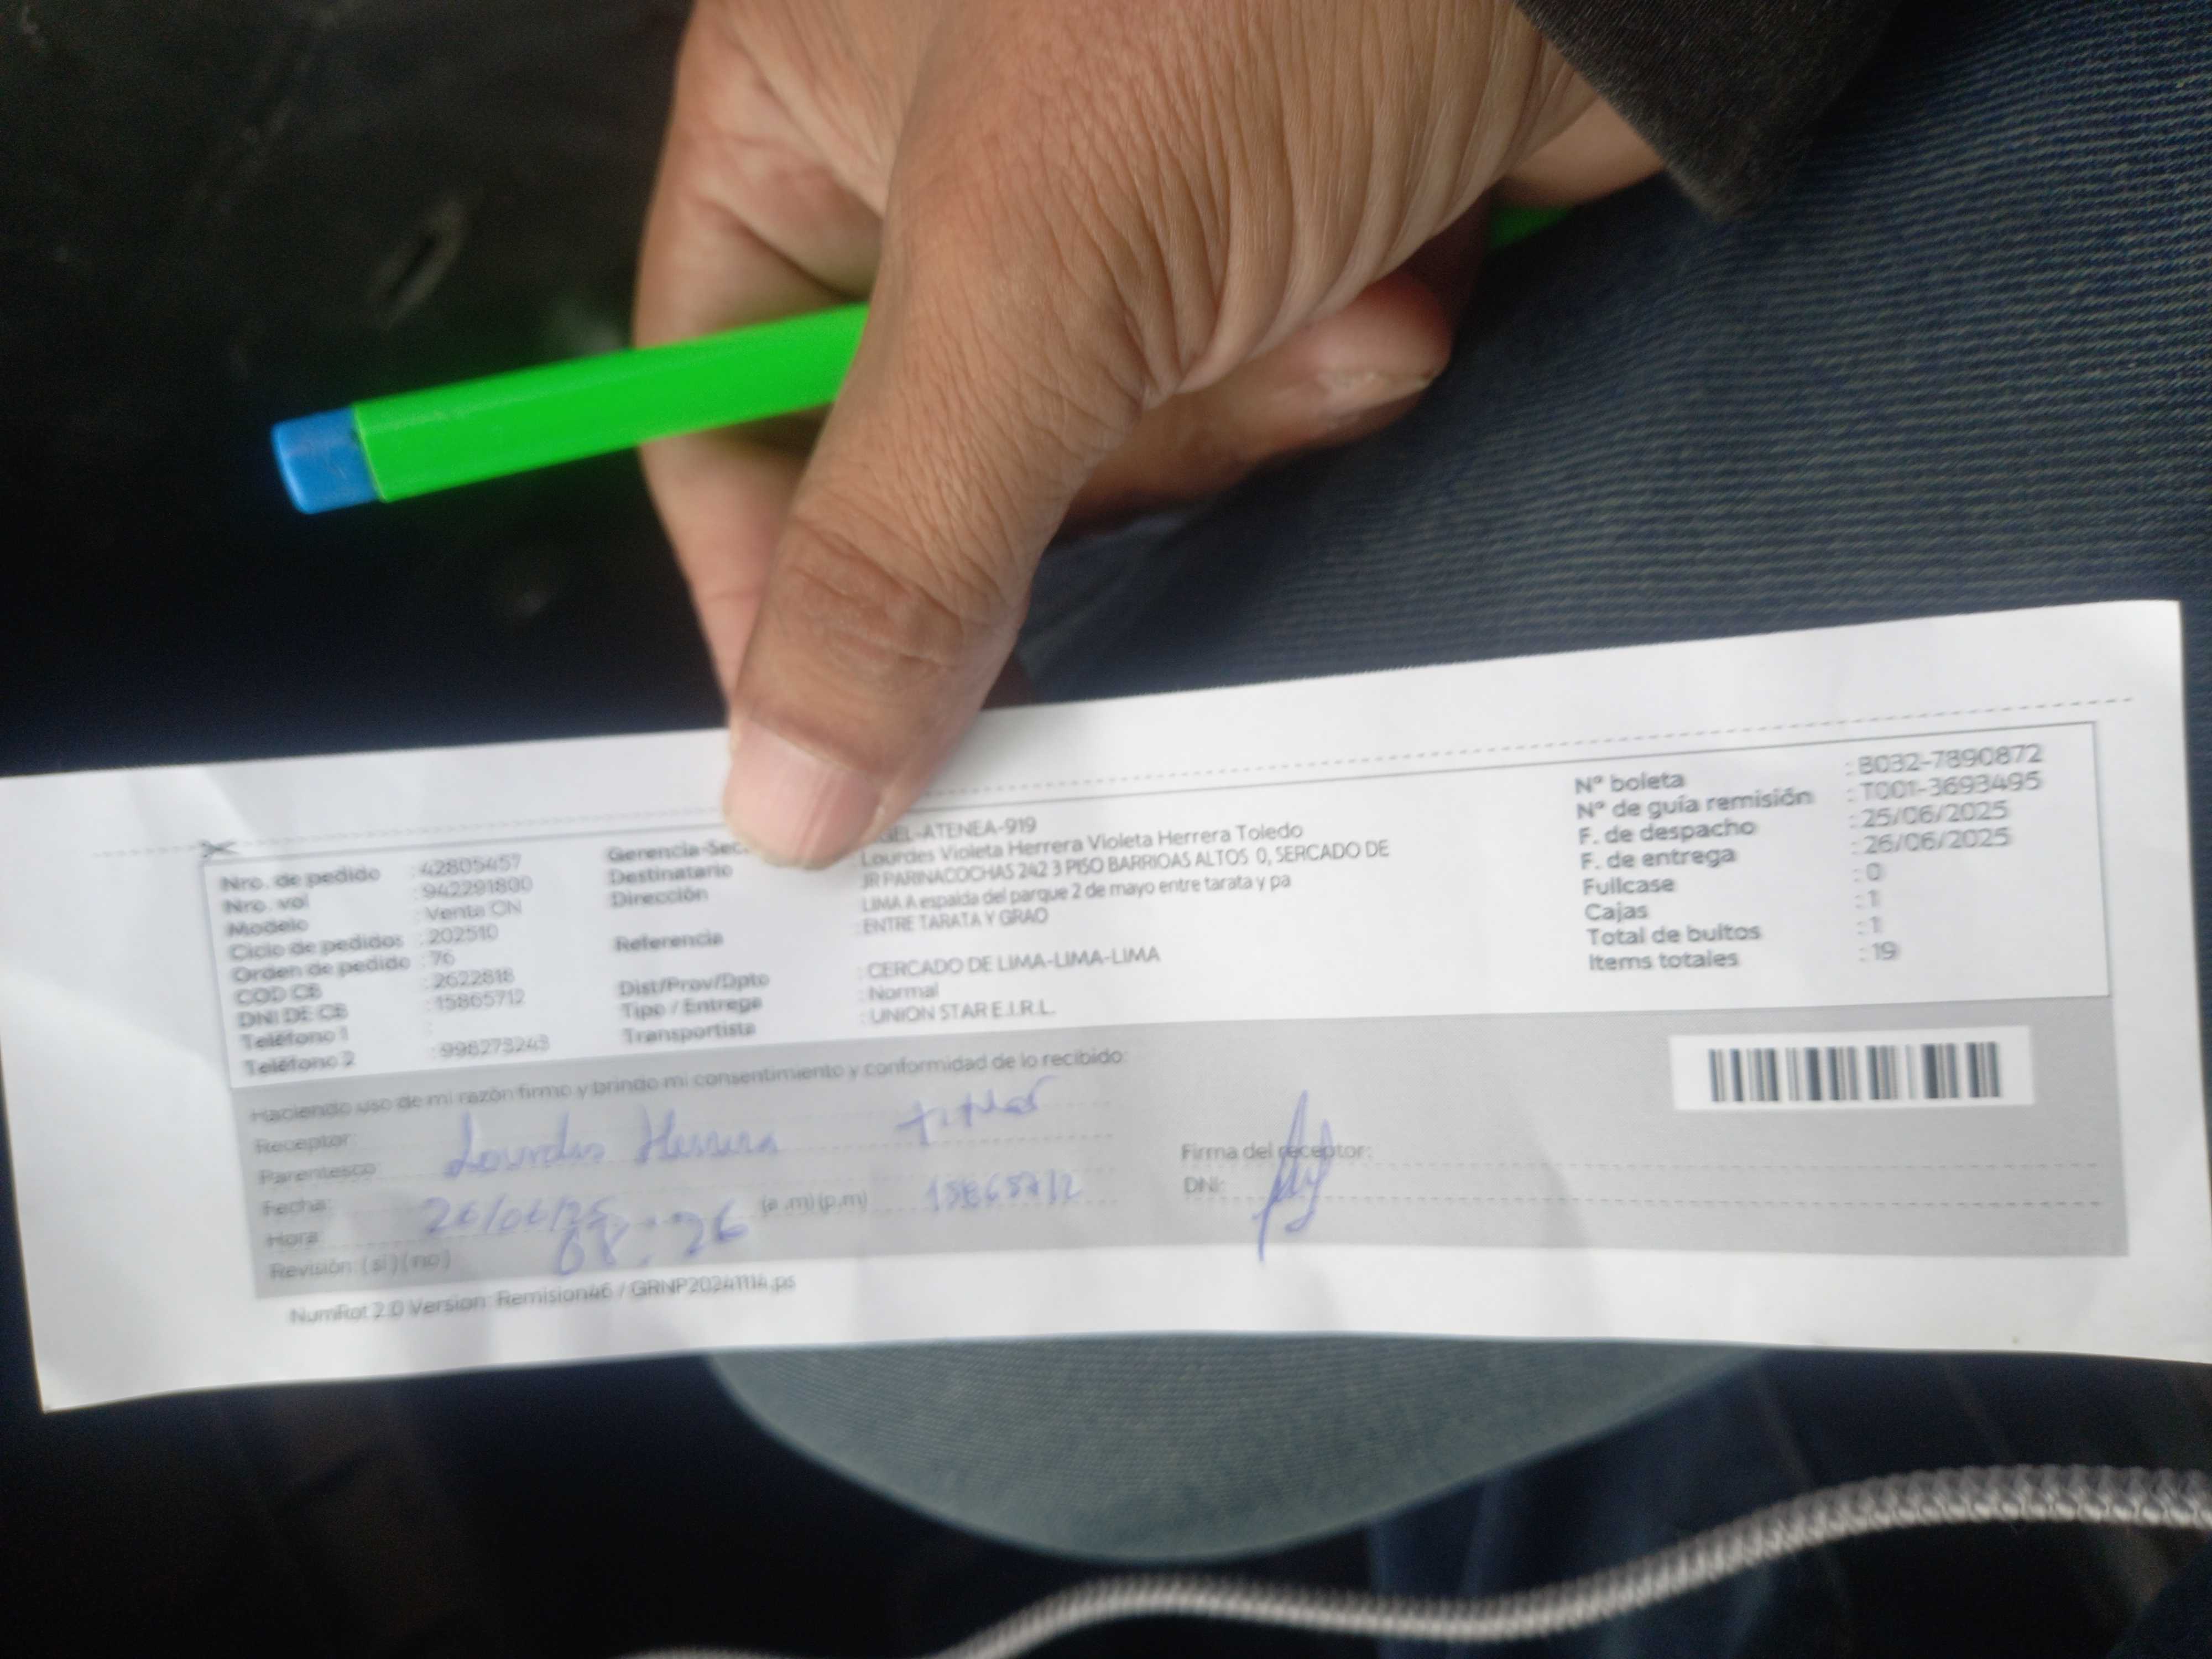 Nro. de pedido : 42805457
Nro. vol : 942291800
Modelo : Venta CN
Ciclo de pedidos : 202510
Orden de pedido : 76
COD CB : 2622818
DNI DE CB : 15865712
Teléfono 1 :
Teléfono 2 : 998273243
Gerencia-Sec GEL-ATENEA-919
Destinatario Lourdes Violeta Herrera Violeta Herrera Toledo
Dirección JR PARINACOCHAS 242 3 PISO BARRIOAS ALTOS 0, SERCADO DE
LIMA A espalda del parque 2 de mayo entre tarata y pa
Referencia : ENTRE TARATA Y GRAO
Dist/Prov/Dpto : CERCADO DE LIMA-LIMA-LIMA
Tipo / Entrega : Normal
Transportista : UNION STAR E.I.R.L.
N° boleta : B032-7890872
N° de guía remisión : T001-3693495
F. de despacho : 25/06/2025
F. de entrega : 26/06/2025
Fullcase : 0
Cajas : 1
Total de bultos : 1
Items totales : 19
Haciendo uso de mi razón firmo y brindo mi consentimiento y conformidad de lo recibido:
Receptor: Lourdes Herrera titular
Parentesco:
Fecha: 26/06/25
Hora: 08:26 (a.m) (p.m) 15865712
Revisión: ( si ) ( no )
Firma del receptor:
DNI:
NumRot 2.0 Version: Remision46 / GRNP20241114.ps